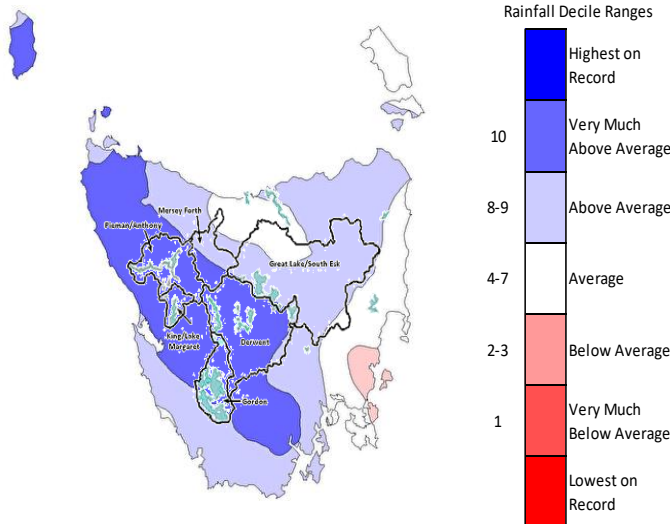 Rainfall Decile Ranges
Highest on
Record
10
Very Much
Above Average
8-9
Above Average
4-7
Average
2-3
Below Average
1
Very Much
Below Average
Lowest on
Record
Mersey Forth
Pieman/Anthony
Great Lake/South Esk
King/Lake
Margaret
Derwent
Gordon